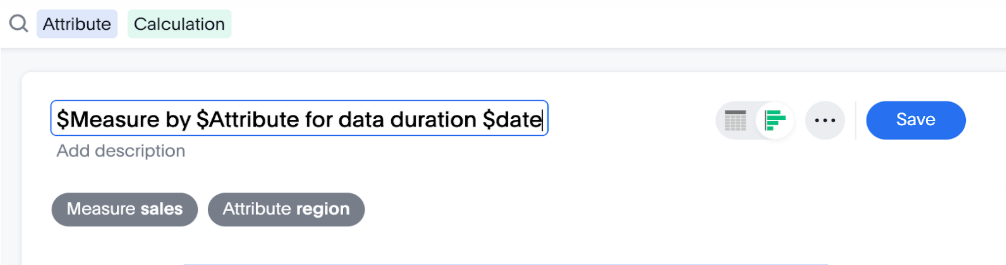 Attribute Calculation
$Measure by $Attribute for data duration $date
Save
Add description
Measure sales Attribute region